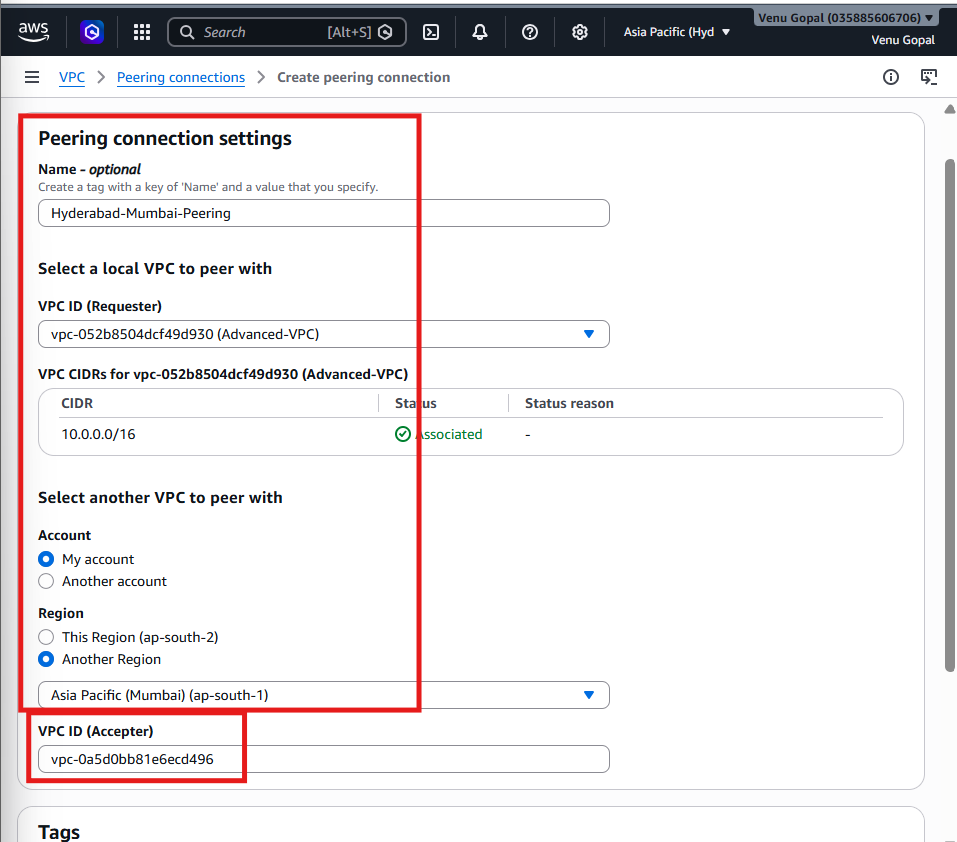 Venu Gopal (035885606706)
aws
Search [Alt+S]
Asia Pacific (Hyd
Venu Gopal
VPC > Peering connections > Create peering connection
Peering connection settings
Name - optional
Create a tag with a key of 'Name' and a value that you specify.
Hyderabad-Mumbai-Peering
Select a local VPC to peer with
VPC ID (Requester)
vpc-052b8504dcf49d930 (Advanced-VPC)
VPC CIDRs for vpc-052b8504dcf49d930 (Advanced-VPC)
CIDR Status Status reason
10.0.0.0/16 Associated -
Select another VPC to peer with
Account
My account
Another account
Region
This Region (ap-south-2)
Another Region
Asia Pacific (Mumbai) (ap-south-1)
VPC ID (Accepter)
vpc-0a5d0bb81e6ecd496
Tags